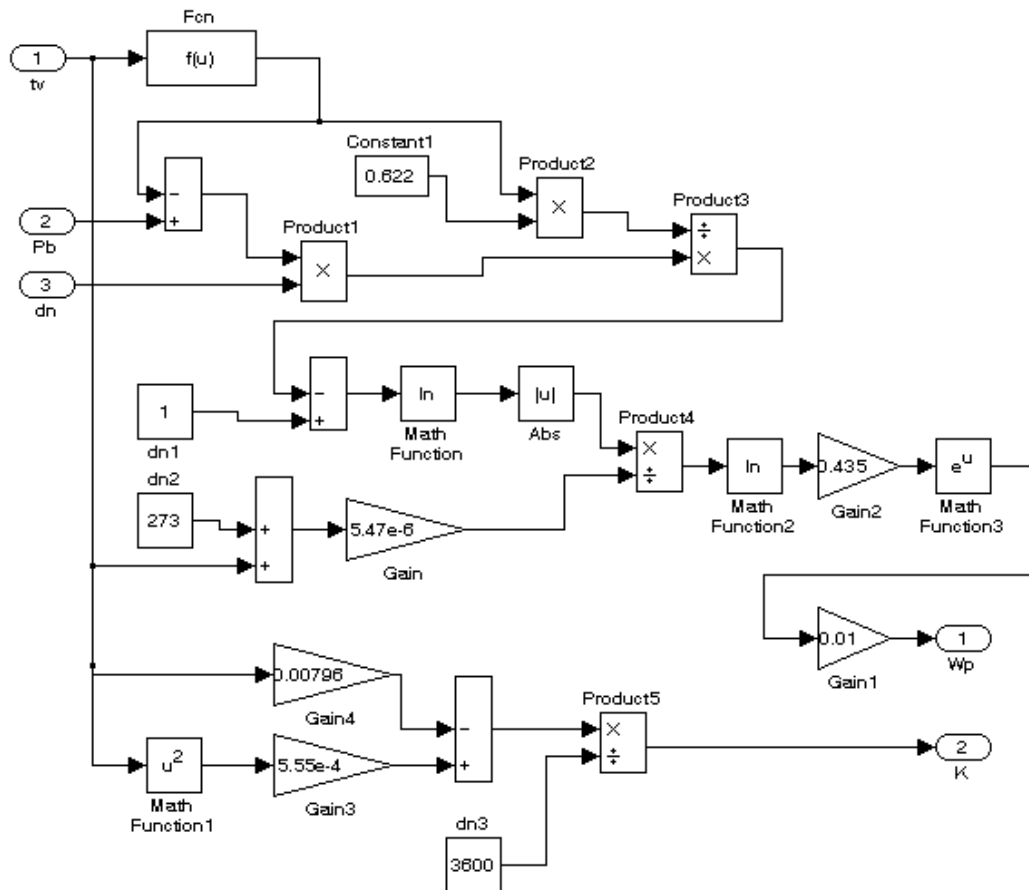 Fcn
1
f(u)
tv
Constant1
0.622
Product2
×
Product3
÷
×
−
+
2
Pb
Product1
×
3
dn
1
dn1
−
+
ln
Math
Function
|u|
Abs
Product4
×
÷
ln
Math
Function2
0.435
Gain2
e^u
Math
Function3
dn2
273
+
+
5.47e-6
Gain
0.01
Gain1
1
Wp
0.00796
Gain4
−
+
Product5
×
÷
2
K
u^2
Math
Function1
5.55e-4
Gain3
dn3
3600